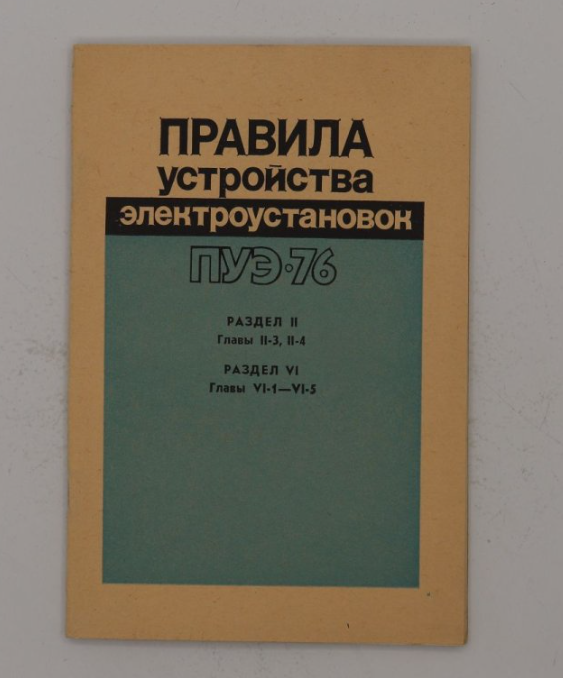 ПРАВИЛА
устройства
электроустановок
ПУЭ·76
РАЗДЕЛ II
Главы II-3, II-4
РАЗДЕЛ VI
Главы VI-1—VI-5